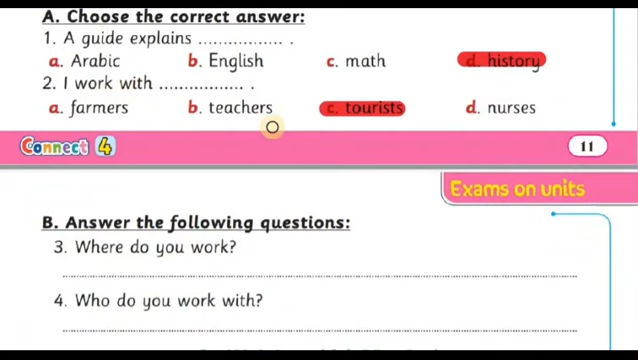 A. Choose the correct answer:
1. A guide explains ................. .
a. Arabic b. English c. math d. history
2. I work with ................. .
a. farmers b. teachers c. tourists d. nurses
Connect 4 11
Exams on units
B. Answer the following questions:
3. Where do you work?
4. Who do you work with?